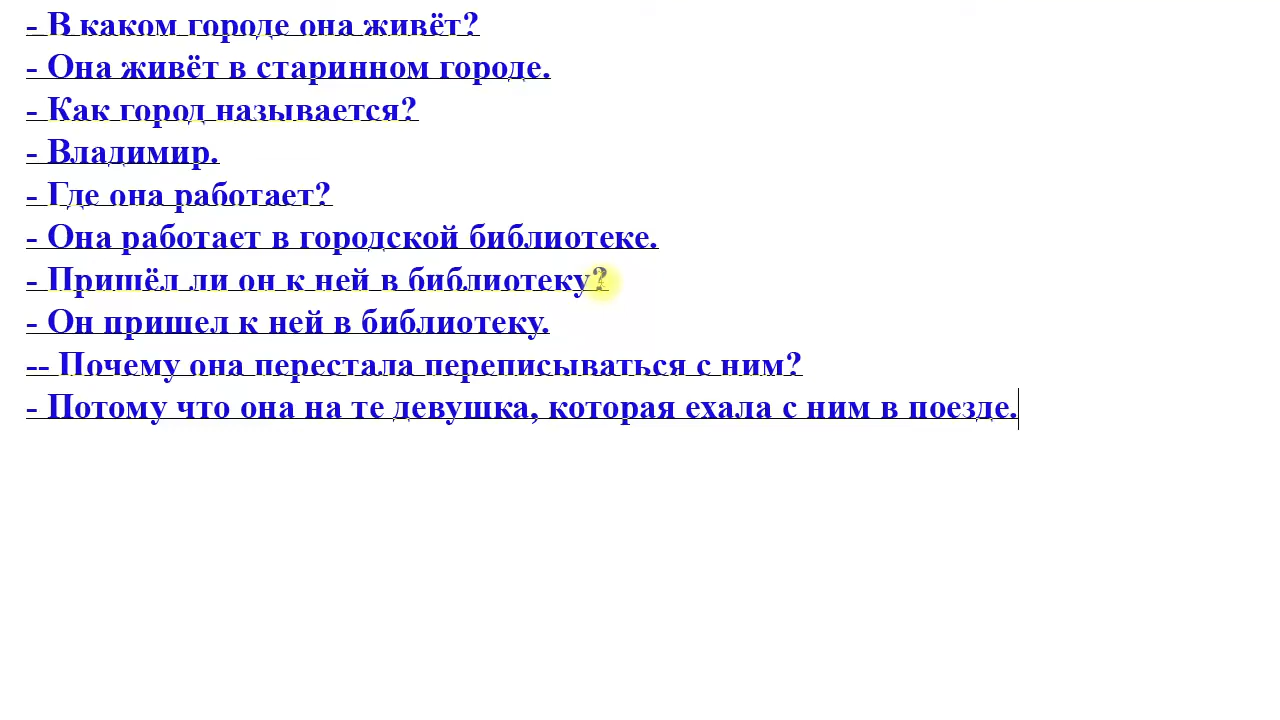 - В каком городе она живёт?
- Она живёт в старинном городе.
- Как город называется?
- Владимир.
- Где она работает?
- Она работает в городской библиотеке.
- Пришёл ли он к ней в библиотеку?
- Он пришел к ней в библиотеку.
-- Почему она перестала переписываться с ним?
- Потому что она на те девушка, которая ехала с ним в поезде.